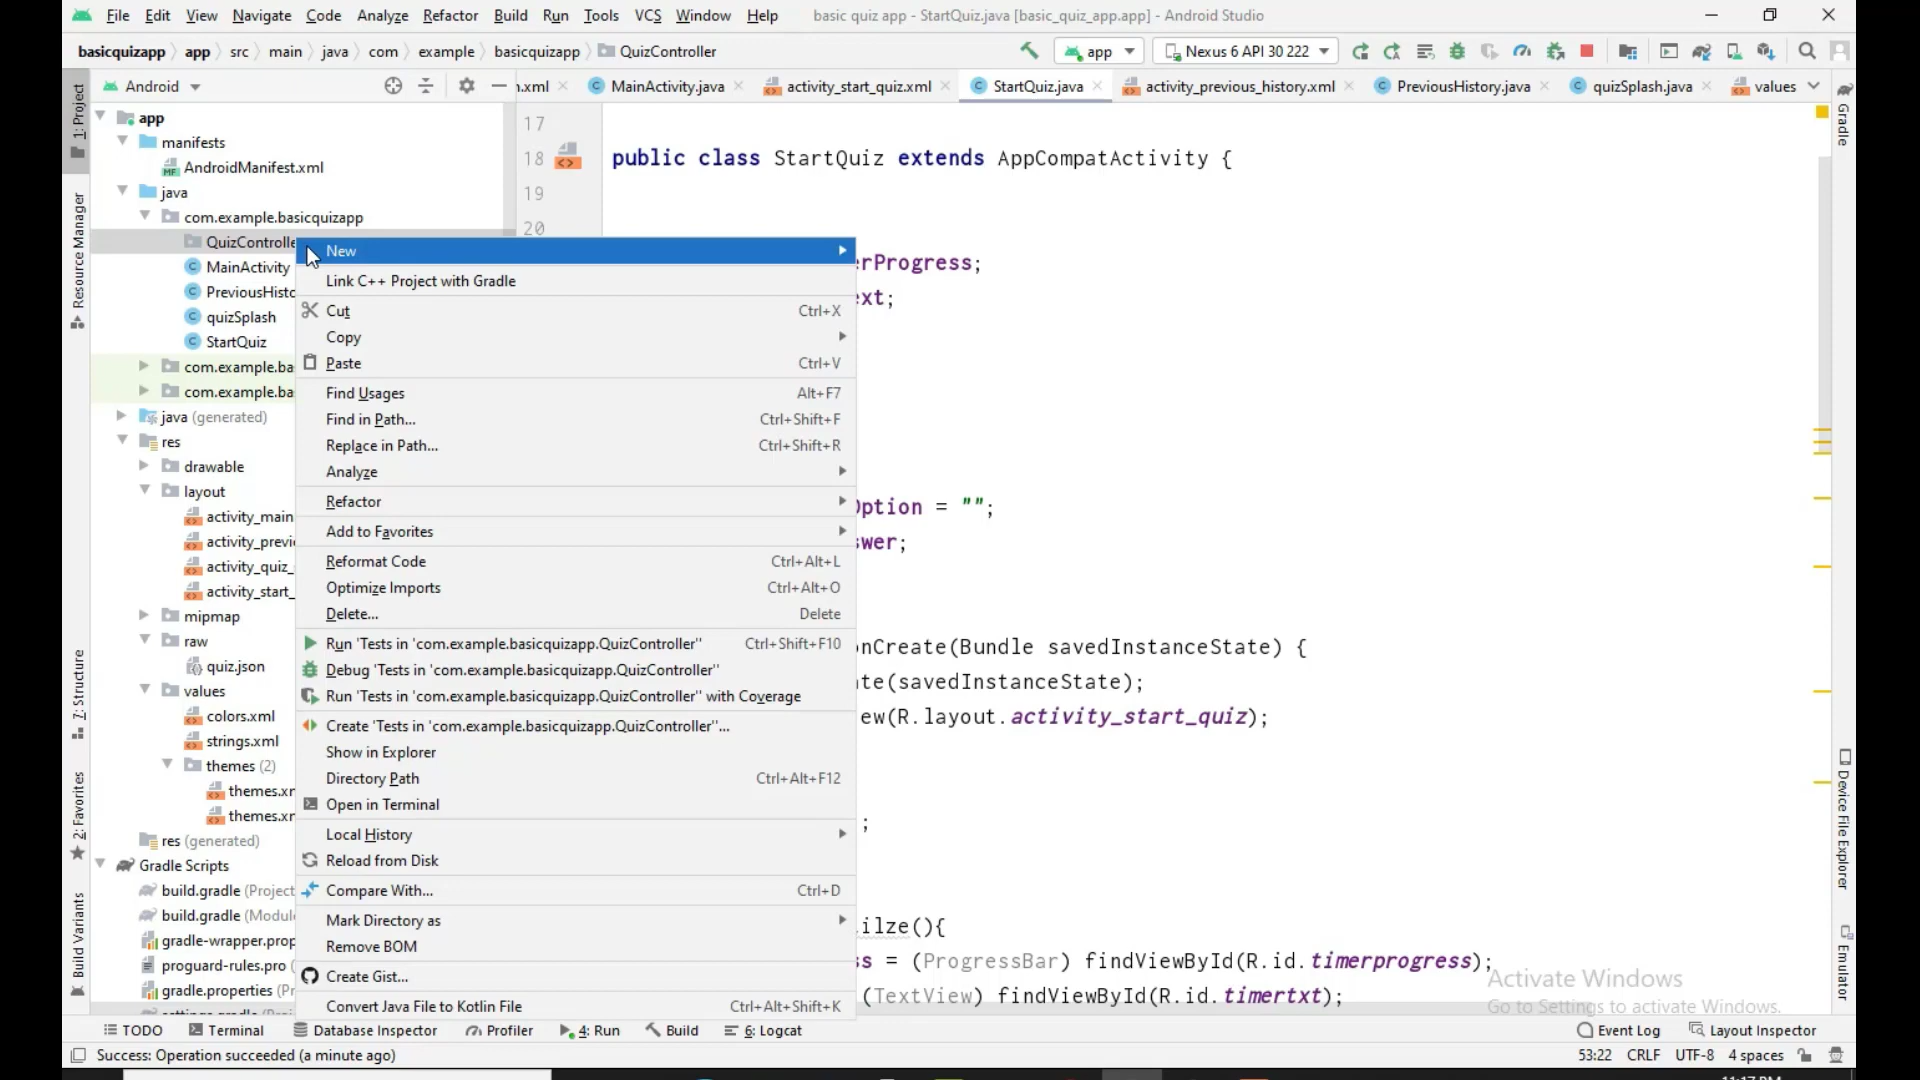 File Edit View Navigate Code Analyze Refactor Build Run Tools VCS Window Help basic quiz app - StartQuiz.java [basic_quiz_app.app] - Android Studio
basicquizapp app src main java com example basicquizapp QuizController app Nexus 6 API 30 222
Android .xml MainActivity.java activity_start_quiz.xml StartQuiz.java activity_previous_history.xml PreviousHistory.java quizSplash.java values
1: Project
Resource Manager
7: Structure
2: Favorites
Build Variants
app
manifests
AndroidManifest.xml
java
com.example.basicquizapp
QuizControlle
MainActivity
PreviousHisto
quizSplash
StartQuiz
com.example.ba
com.example.ba
java (generated)
res
drawable
layout
activity_main
activity_previ
activity_quiz_
activity_start_
mipmap
raw
quiz.json
values
colors.xml
strings.xml
themes (2)
themes.xn
themes.xn
res (generated)
Gradle Scripts
build.gradle (Project
build.gradle (Modul
gradle-wrapper.prop
proguard-rules.pro (
gradle.properties (Pr
New
Link C++ Project with Gradle
Cut Ctrl+X
Copy
Paste Ctrl+V
Find Usages Alt+F7
Find in Path... Ctrl+Shift+F
Replace in Path... Ctrl+Shift+R
Analyze
Refactor
Add to Favorites
Reformat Code Ctrl+Alt+L
Optimize Imports Ctrl+Alt+O
Delete... Delete
Run 'Tests in 'com.example.basicquizapp.QuizController'' Ctrl+Shift+F10
Debug 'Tests in 'com.example.basicquizapp.QuizController''
Run 'Tests in 'com.example.basicquizapp.QuizController'' with Coverage
Create 'Tests in 'com.example.basicquizapp.QuizController''...
Show in Explorer
Directory Path Ctrl+Alt+F12
Open in Terminal
Local History
Reload from Disk
Compare With... Ctrl+D
Mark Directory as
Remove BOM
Create Gist...
Convert Java File to Kotlin File Ctrl+Alt+Shift+K
17
18 public class StartQuiz extends AppCompatActivity {
19
20
rProgress;
ext;
Option = "";
swer;
onCreate(Bundle savedInstanceState) {
te(savedInstanceState);
ew(R.layout.activity_start_quiz);
;
ilze(){
ss = (ProgressBar) findViewById(R.id.timerprogress);
(TextView) findViewById(R.id.timertxt);
Activate Windows
Go to Settings to activate Windows.
Gradle
Device File Explorer
Emulator
TODO Terminal Database Inspector Profiler 4: Run Build 6: Logcat Event Log Layout Inspector
Success: Operation succeeded (a minute ago) 53:22 CRLF UTF-8 4 spaces